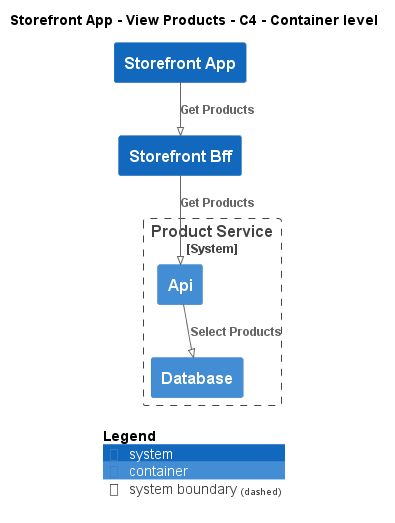 Storefront App - View Products - C4 - Container level
Storefront App
Get Products
Storefront Bff
Get Products
Product Service
[System]
Api
Select Products
Database
Legend
system
container
system boundary (dashed)